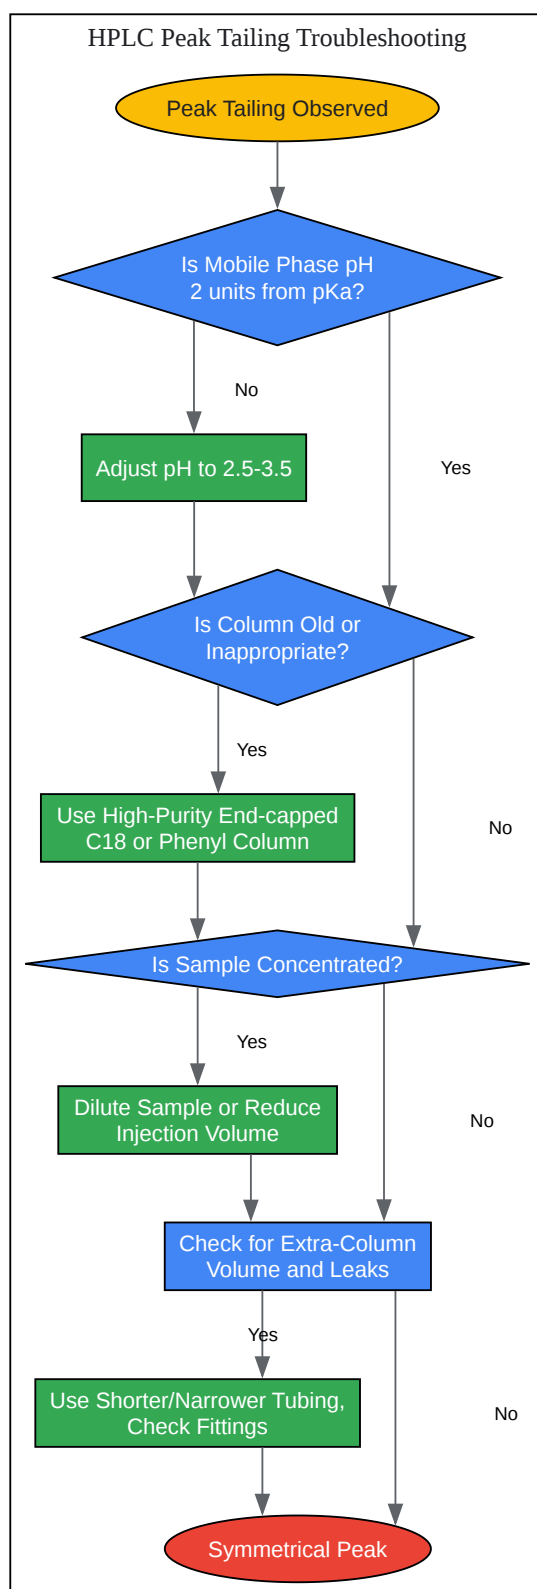 HPLC Peak Tailing Troubleshooting
Peak Tailing Observed
Is Mobile Phase pH
2 units from pKa?
No
Adjust pH to 2.5-3.5
Yes
Is Column Old or
Inappropriate?
Yes
Use High-Purity End-capped
C18 or Phenyl Column
No
Is Sample Concentrated?
Yes
Dilute Sample or Reduce
Injection Volume
No
Check for Extra-Column
Volume and Leaks
Yes
Use Shorter/Narrower Tubing,
Check Fittings
No
Symmetrical Peak